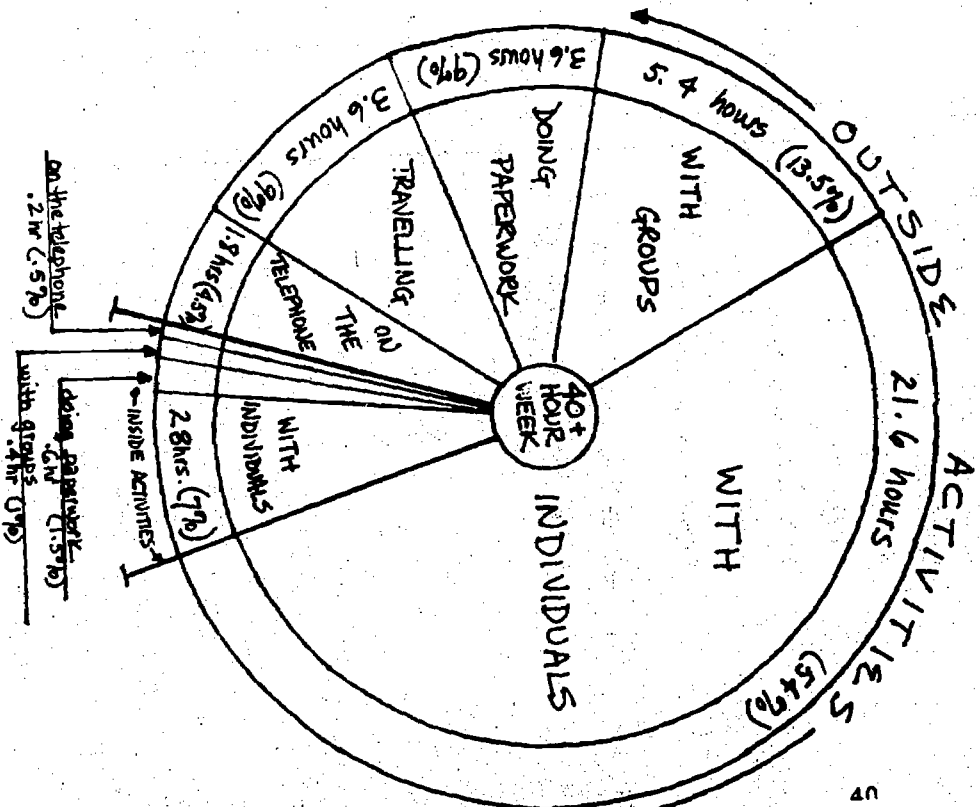 OUTSIDE ACTIVITIES
40+
HOUR
WEEK
WITH
INDIVIDUALS
21.6 hours (54%)
WITH
GROUPS
5.4 hours (13.5%)
DOING
PAPERWORK
3.6 hours (9%)
TRAVELLING
3.6 hours (9%)
ON
THE
TELEPHONE
1.8 hrs (4.5%)
WITH
INDIVIDUALS
2.8 hrs. (7%)
INSIDE ACTIVITIES
on the telephone
.2 hr (.5%)
with groups
.4 hr (1%)
doing paperwork
.6 hr (1.5%)
40